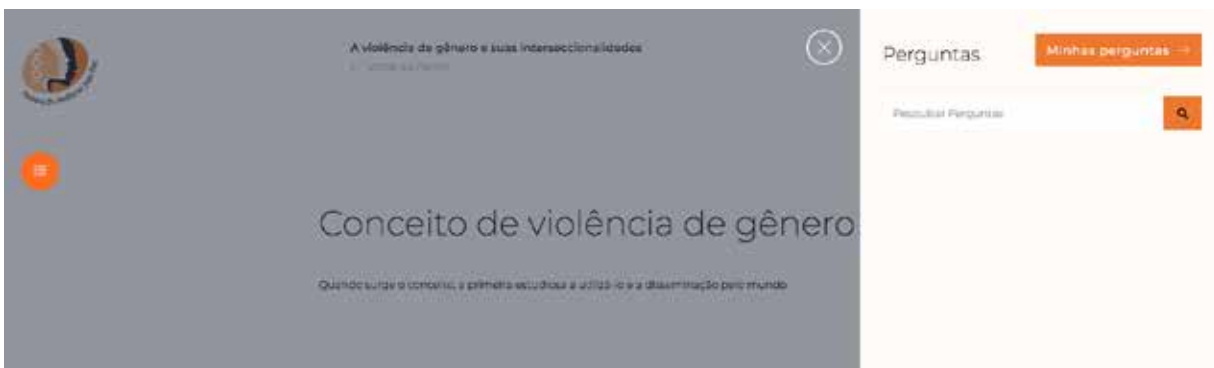 A violência de gênero e suas interseccionalidades
Perguntas
Minhas perguntas →
Pesquisar Perguntas
Conceito de violência de gênero
Quando surge o conceito, a primeira estudiosa a utilizá-lo e a disseminação pelo mundo